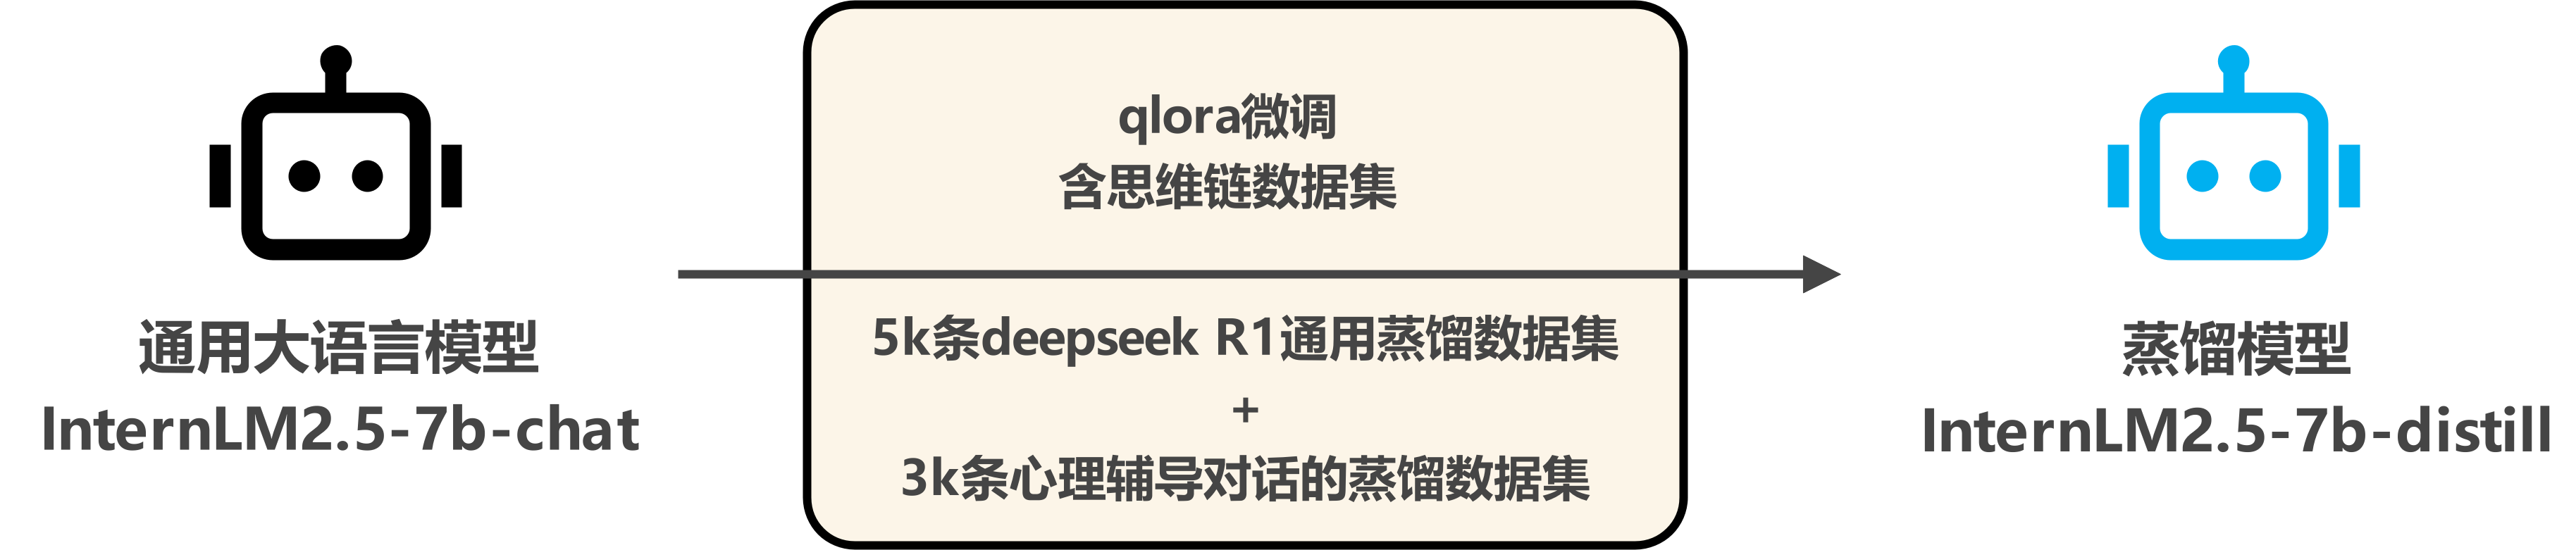 通用大语言模型
InternLM2.5-7b-chat
qlora微调
含思维链数据集
5k条deepseek R1通用蒸馏数据集
+
3k条心理辅导对话的蒸馏数据集
蒸馏模型
InternLM2.5-7b-distill